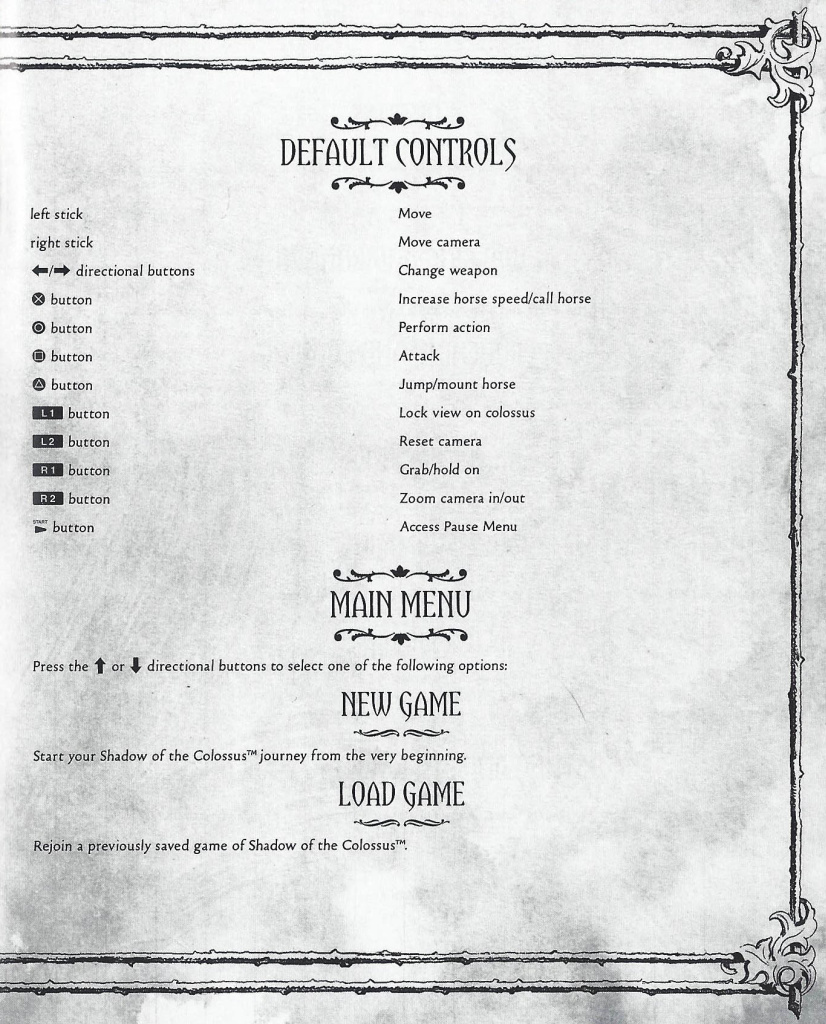 DEFAULT CONTROLS
left stick Move
right stick Move camera
←/→ directional buttons Change weapon
ⓧ button Increase horse speed/call horse
◎ button Perform action
□ button Attack
△ button Jump/mount horse
L1 button Lock view on colossus
L2 button Reset camera
R1 button Grab/hold on
R2 button Zoom camera in/out
START button Access Pause Menu
MAIN MENU
Press the ↑ or ↓ directional buttons to select one of the following options:
NEW GAME
Start your Shadow of the Colossus™ journey from the very beginning.
LOAD GAME
Rejoin a previously saved game of Shadow of the Colossus™.